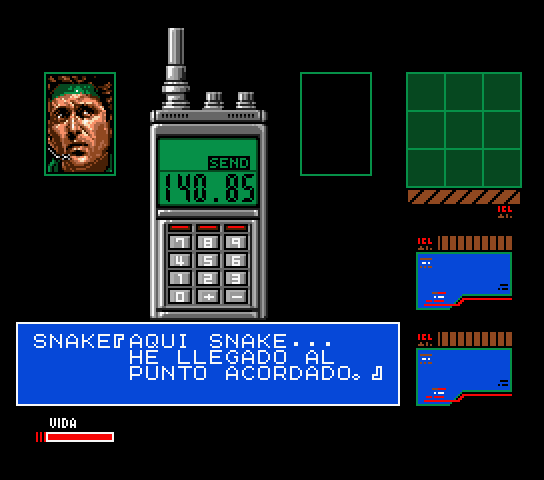 SEND
140.85
7 8 9
4 5 6
1 2 3
0 + -
SNAKE『AQUI SNAKE...
HE LLEGADO AL
PUNTO ACORDADO。』
VIDA